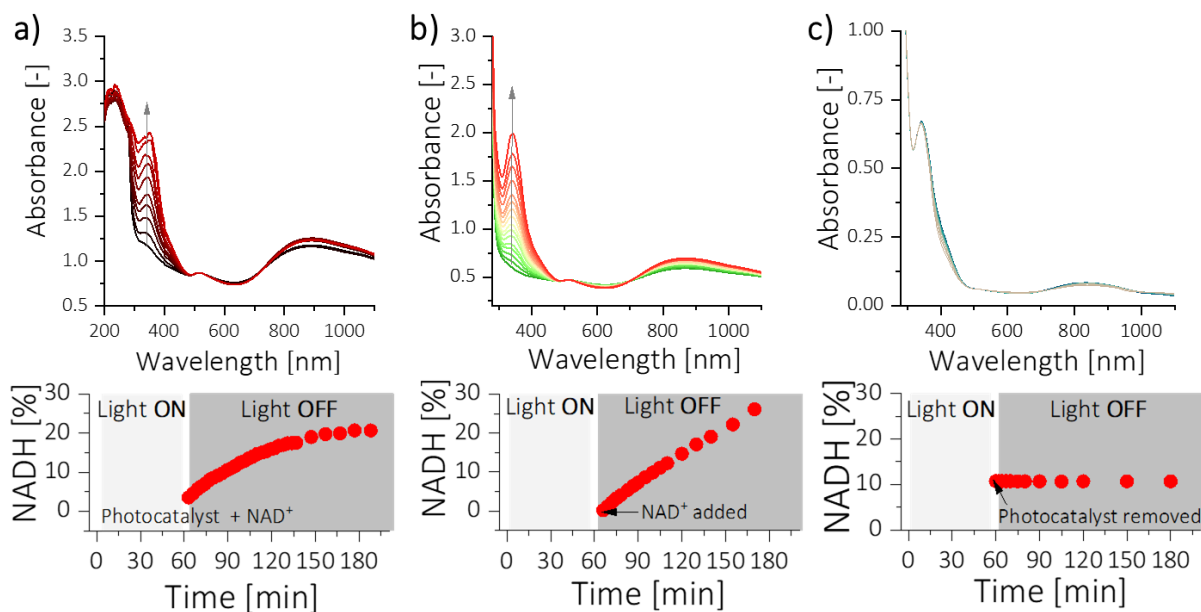 a)
3.5
3.0
2.5
2.0
1.5
1.0
0.5
Absorbance [-]
200 400 600 800 1000
Wavelength [nm]
b)
3.0
2.5
2.0
1.5
1.0
0.5
Absorbance [-]
400 600 800 1000
Wavelength [nm]
c)
1.00
0.75
0.50
0.25
0.00
Absorbance [-]
400 600 800 1000
Wavelength [nm]
NADH [%]
30
20
10
0
Light ON Light OFF
Photocatalyst + NAD⁺
0 30 60 90 120 150 180
Time [min]
NADH [%]
30
20
10
0
Light ON Light OFF
NAD⁺ added
0 30 60 90 120 150 180
Time [min]
NADH [%]
30
20
10
0
Light ON Light OFF
Photocatalyst removed
0 30 60 90 120 150 180
Time [min]